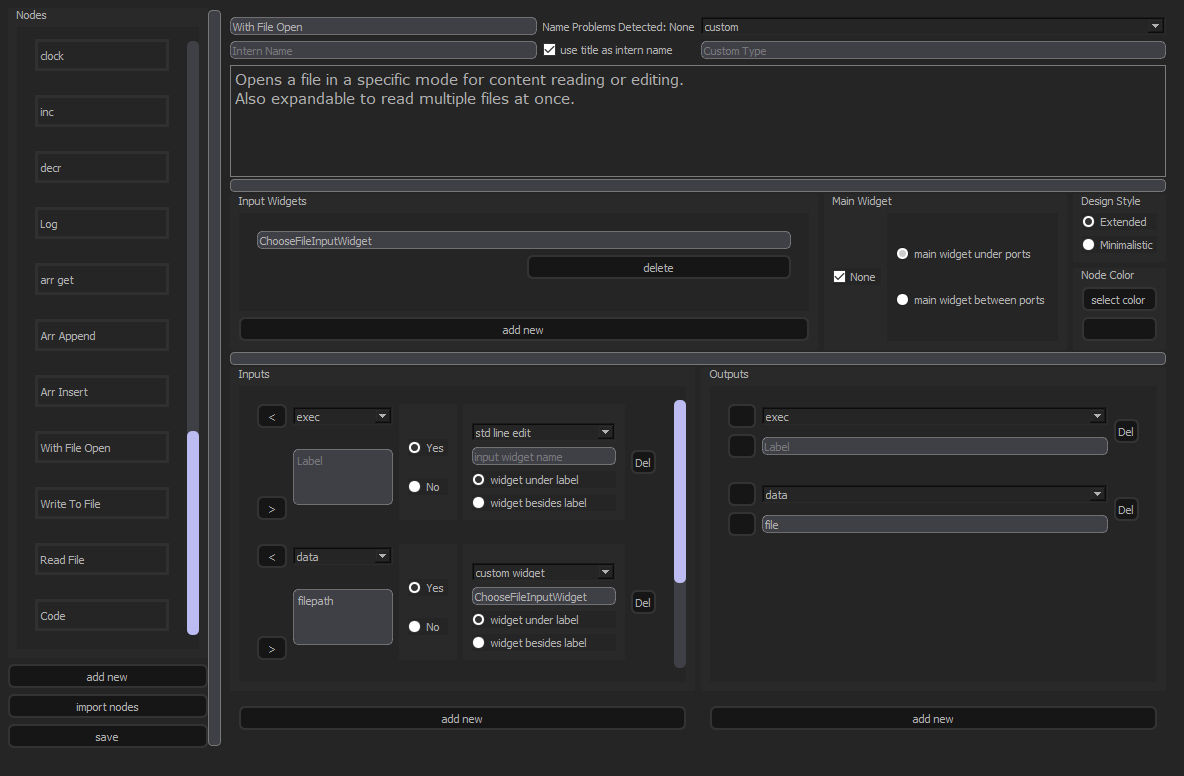 Nodes
clock
inc
decr
Log
arr get
Arr Append
Arr Insert
With File Open
Write To File
Read File
Code
add new
import nodes
save
With File Open
Name Problems Detected: None
custom
Intern Name
use title as intern name
Custom Type
Opens a file in a specific mode for content reading or editing.
Also expandable to read multiple files at once.
Input Widgets
ChooseFileInputWidget
delete
add new
Main Widget
None
main widget under ports
main widget between ports
Design Style
Extended
Minimalistic
Node Color
select color
Inputs
<
exec
Label
>
Yes
No
std line edit
input widget name
widget under label
widget besides label
Del
<
data
filepath
>
Yes
No
custom widget
ChooseFileInputWidget
widget under label
widget besides label
Del
add new
Outputs
exec
Label
Del
data
file
Del
add new